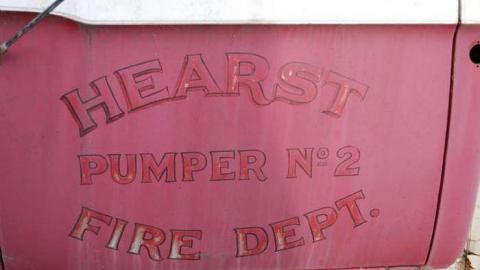 HEARST
PUMPER Nº 2
FIRE DEPT.